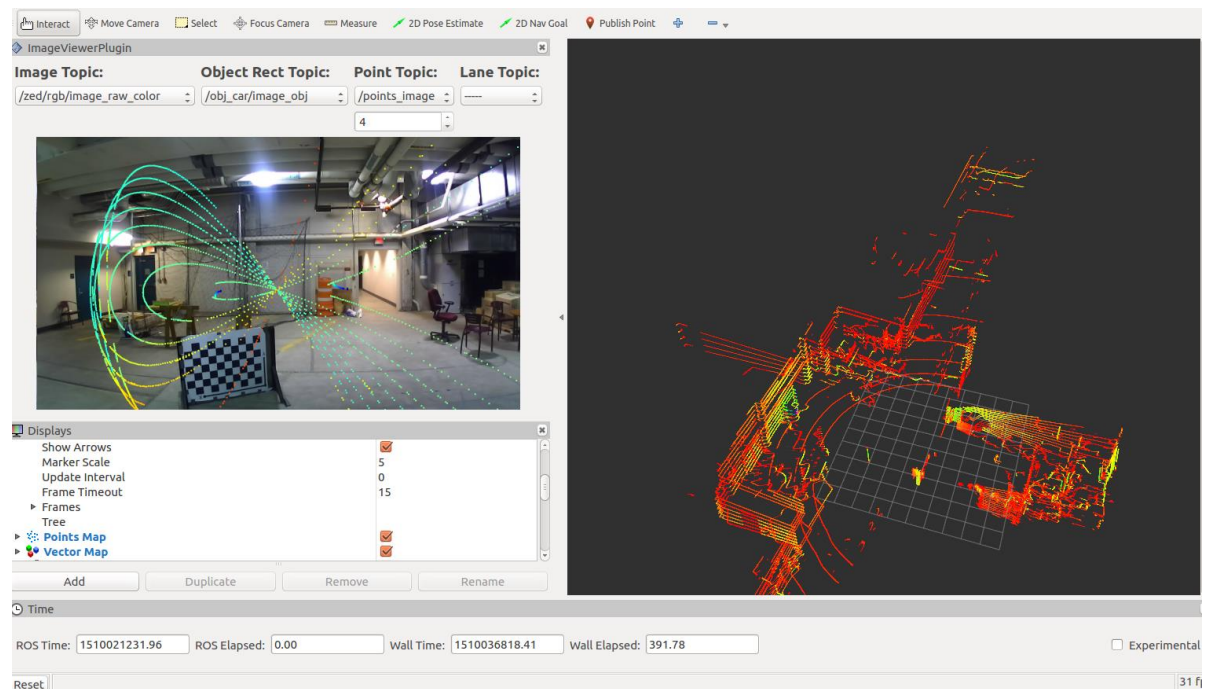 Interact Move Camera Select Focus Camera Measure 2D Pose Estimate 2D Nav Goal Publish Point
ImageViewerPlugin
Image Topic: Object Rect Topic: Point Topic: Lane Topic:
/zed/rgb/image_raw_color /obj_car/image_obj /points_image -----
4
Displays
Show Arrows
Marker Scale 5
Update Interval 0
Frame Timeout 15
Frames
Tree
Points Map
Vector Map
Add Duplicate Remove Rename
Time
ROS Time: 1510021231.96 ROS Elapsed: 0.00 Wall Time: 1510036818.41 Wall Elapsed: 391.78 Experimental
Reset 31 f